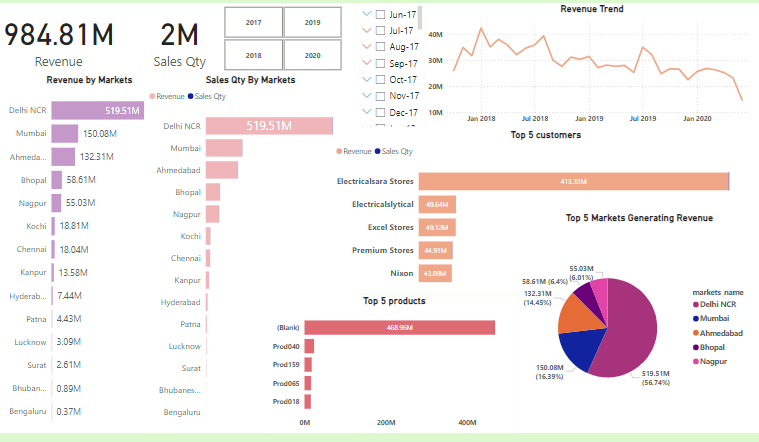 984.81M
Revenue
2M
Sales Qty
2017
2019
2018
2020
Jun-17
Jul-17
Aug-17
Sep-17
Oct-17
Nov-17
Dec-17
Revenue Trend
40M
30M
20M
10M
Jan 2018
Jul 2018
Jan 2019
Jul 2019
Jan 2020
Revenue by Markets
Delhi NCR 519.51M
Mumbai 150.08M
Ahmeda... 132.31M
Bhopal 58.61M
Nagpur 55.03M
Kochi 18.81M
Chennai 18.04M
Kanpur 13.58M
Hyderab... 7.44M
Patna 4.43M
Lucknow 3.09M
Surat 2.61M
Bhuban... 0.89M
Bengaluru 0.37M
Sales Qty By Markets
Revenue Sales Qty
Delhi NCR 519.51M
Mumbai
Ahmedabad
Bhopal
Nagpur
Kochi
Chennai
Kanpur
Hyderabad
Patna
Lucknow
Surat
Bhubanes...
Bengaluru
Top 5 customers
Revenue Sales Qty
Electricalsara Stores 413.33M
Electricalslytical 49.64M
Excel Stores 49.12M
Premium Stores 44.91M
Nixon 43.89M
Top 5 products
(Blank) 468.96M
Prod040
Prod159
Prod065
Prod018
0M
200M
400M
Top 5 Markets Generating Revenue
55.03M
(6.01%)
58.61M (6.4%)
132.31M
(14.45%)
150.08M
(16.39%)
519.51M
(56.74%)
markets_name
Delhi NCR
Mumbai
Ahmedabad
Bhopal
Nagpur